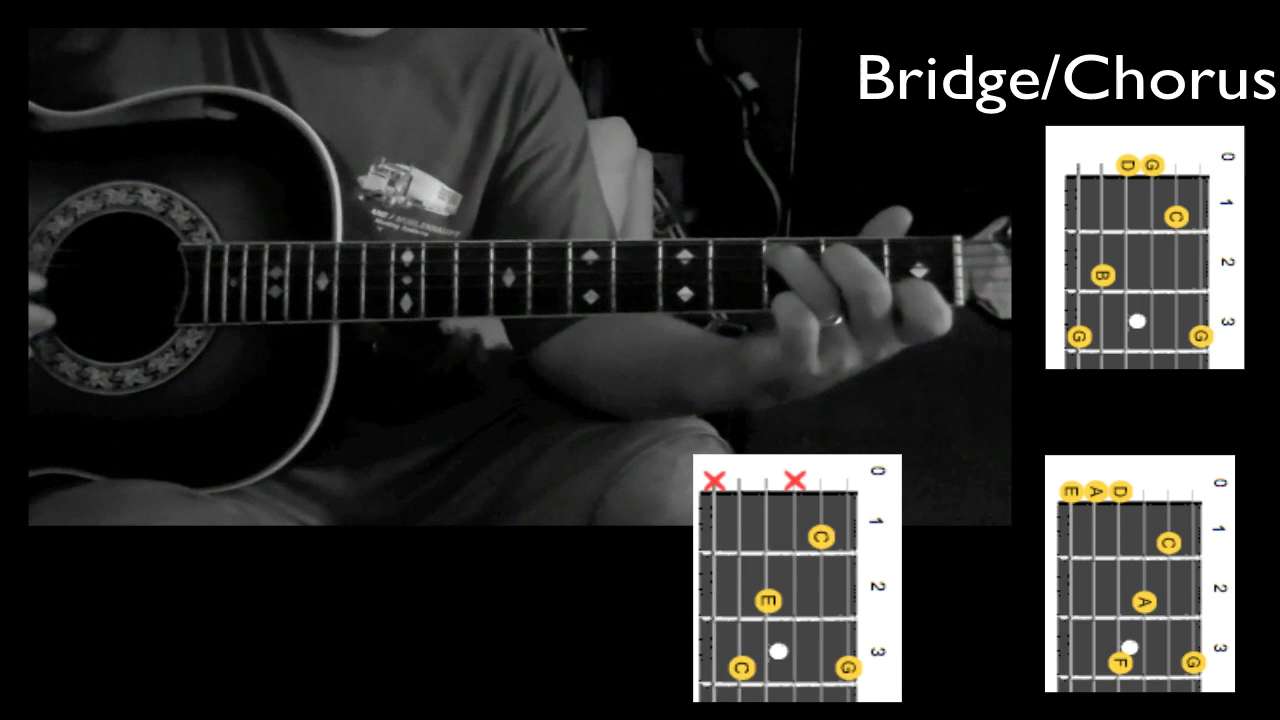 Bridge/Chorus
D G 0
C 1
B 2
G G 3
0
C 1
E 2
C G 3
E A D 0
C 1
A 2
F G 3